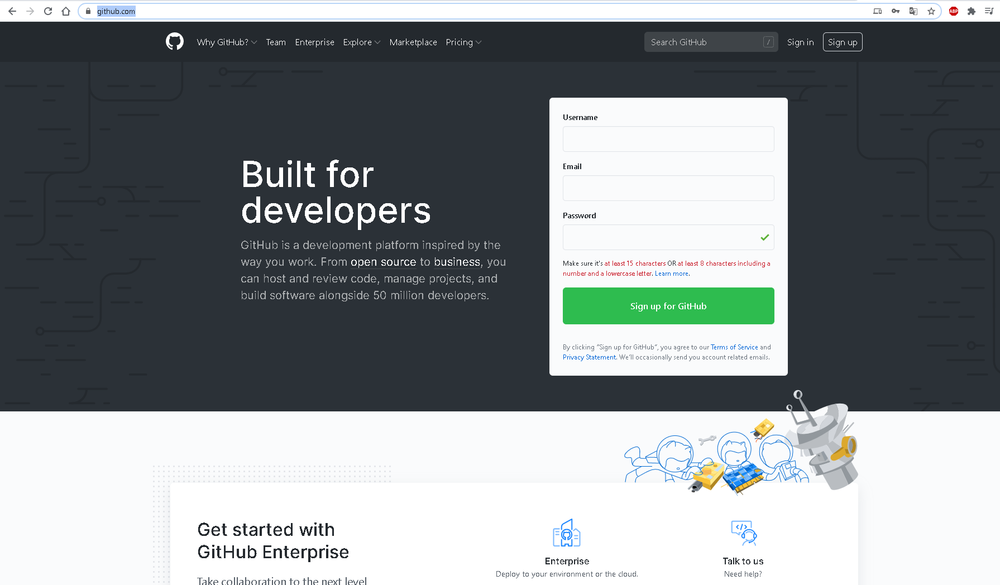 github.com
ABP
Why GitHub? Team Enterprise Explore Marketplace Pricing Search GitHub / Sign in Sign up
Built for
developers
GitHub is a development platform inspired by the
way you work. From open source to business, you
can host and review code, manage projects, and
build software alongside 50 million developers.
Username
Email
Password
Make sure it's at least 15 characters OR at least 8 characters including a
number and a lowercase letter. Learn more.
Sign up for GitHub
By clicking “Sign up for GitHub”, you agree to our Terms of Service and
Privacy Statement. We’ll occasionally send you account related emails.
Get started with
GitHub Enterprise
Take collaboration to the next level
Enterprise
Deploy to your environment or the cloud.
</>
Talk to us
Need help?